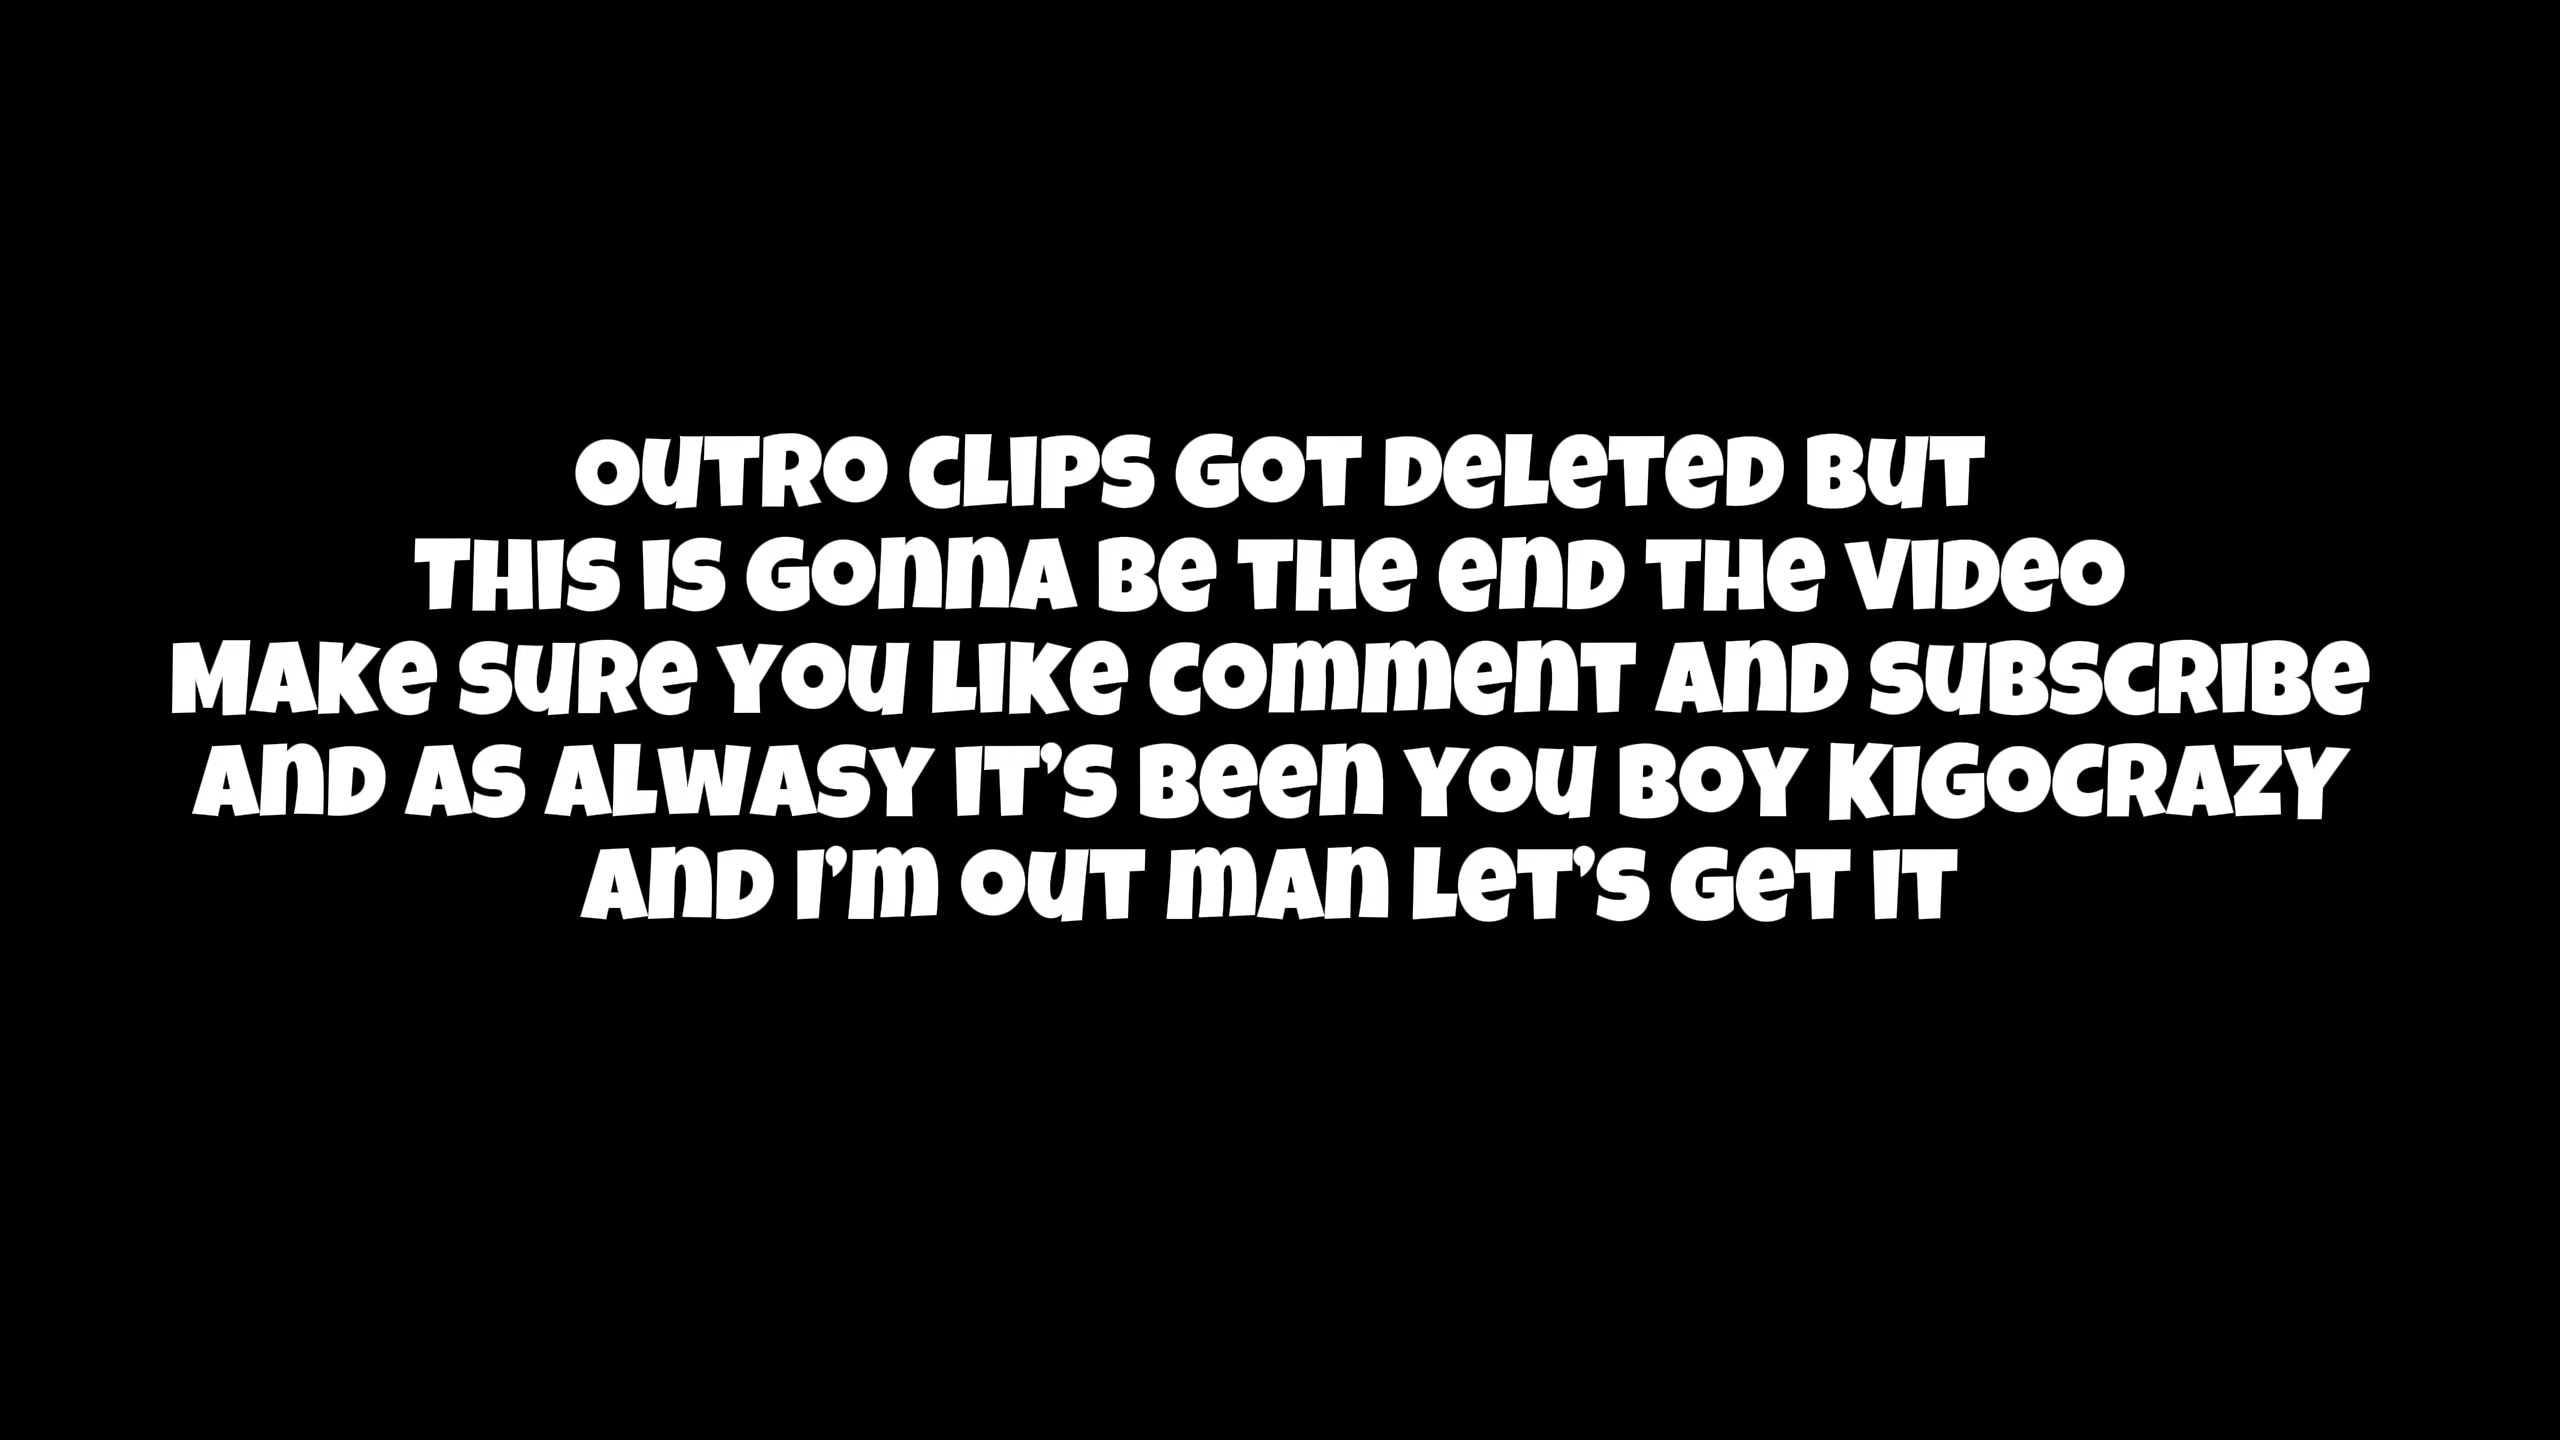 OUTRO CLIPS GOT DELETED BUT
THIS IS GONNA BE THE END THE VIDEO
MAKE SURE YOU LIKE COMMENT AND SUBSCRIBE
AND AS ALWASY IT’S BEEN YOU BOY KIGOCRAZY
AND I’M OUT MAN LET’S GET IT